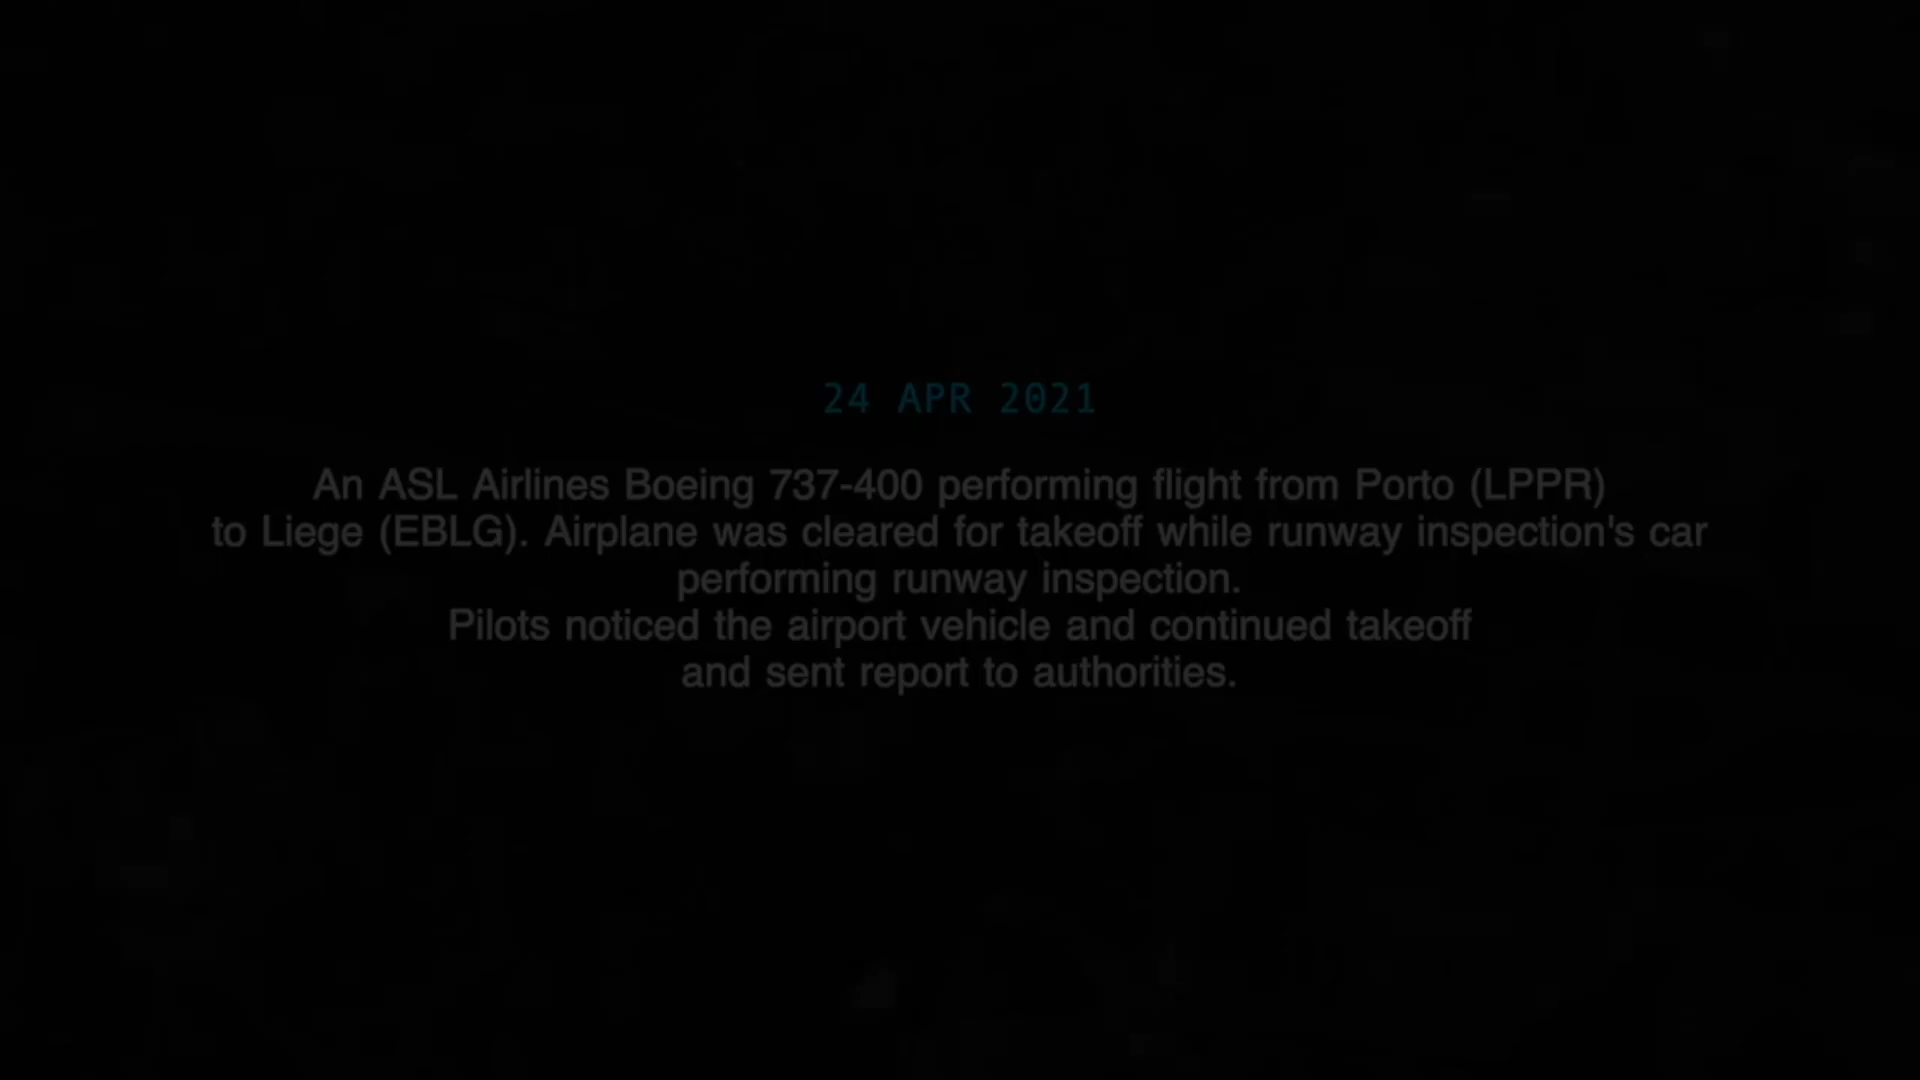 24 APR 2021
An ASL Airlines Boeing 737-400 performing flight from Porto (LPPR)
to Liege (EBLG). Airplane was cleared for takeoff while runway inspection's car
performing runway inspection.
Pilots noticed the airport vehicle and continued takeoff
and sent report to authorities.